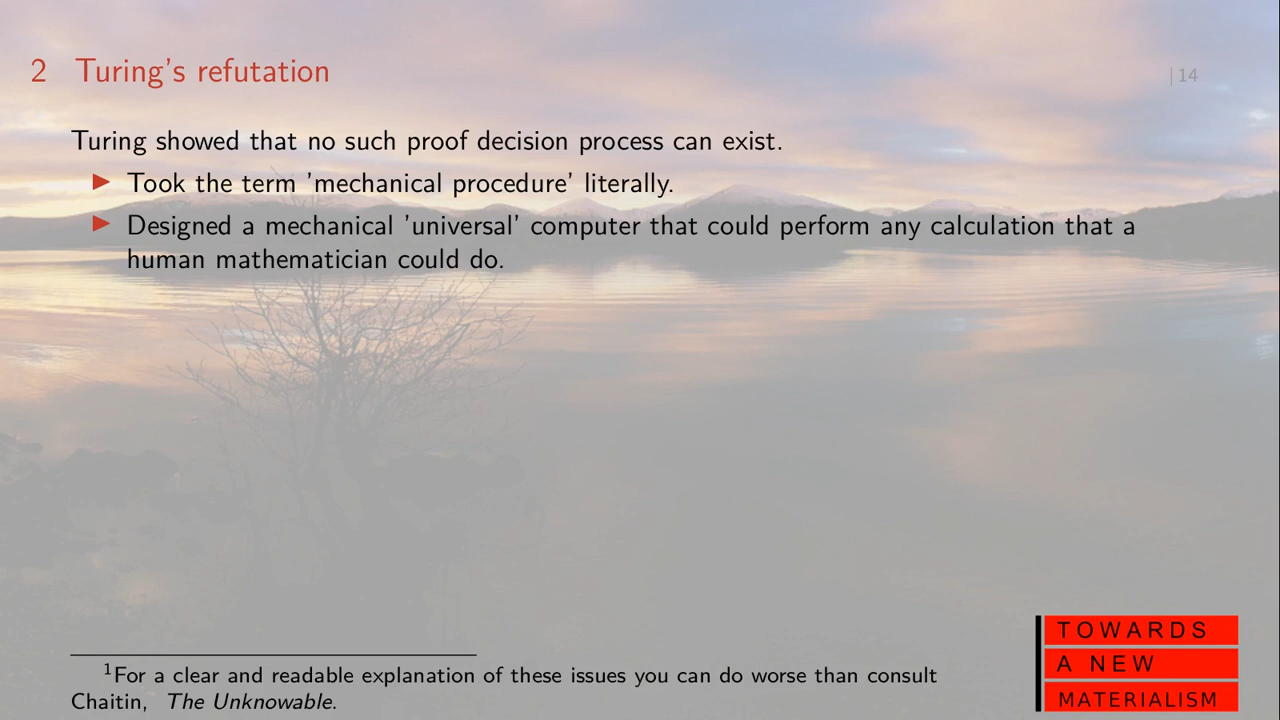 2 Turing's refutation
| 14
Turing showed that no such proof decision process can exist.
▶ Took the term 'mechanical procedure' literally.
▶ Designed a mechanical 'universal' computer that could perform any calculation that a
human mathematician could do.
¹For a clear and readable explanation of these issues you can do worse than consult
Chaitin, The Unknowable.
TOWARDS
A NEW
MATERIALISM